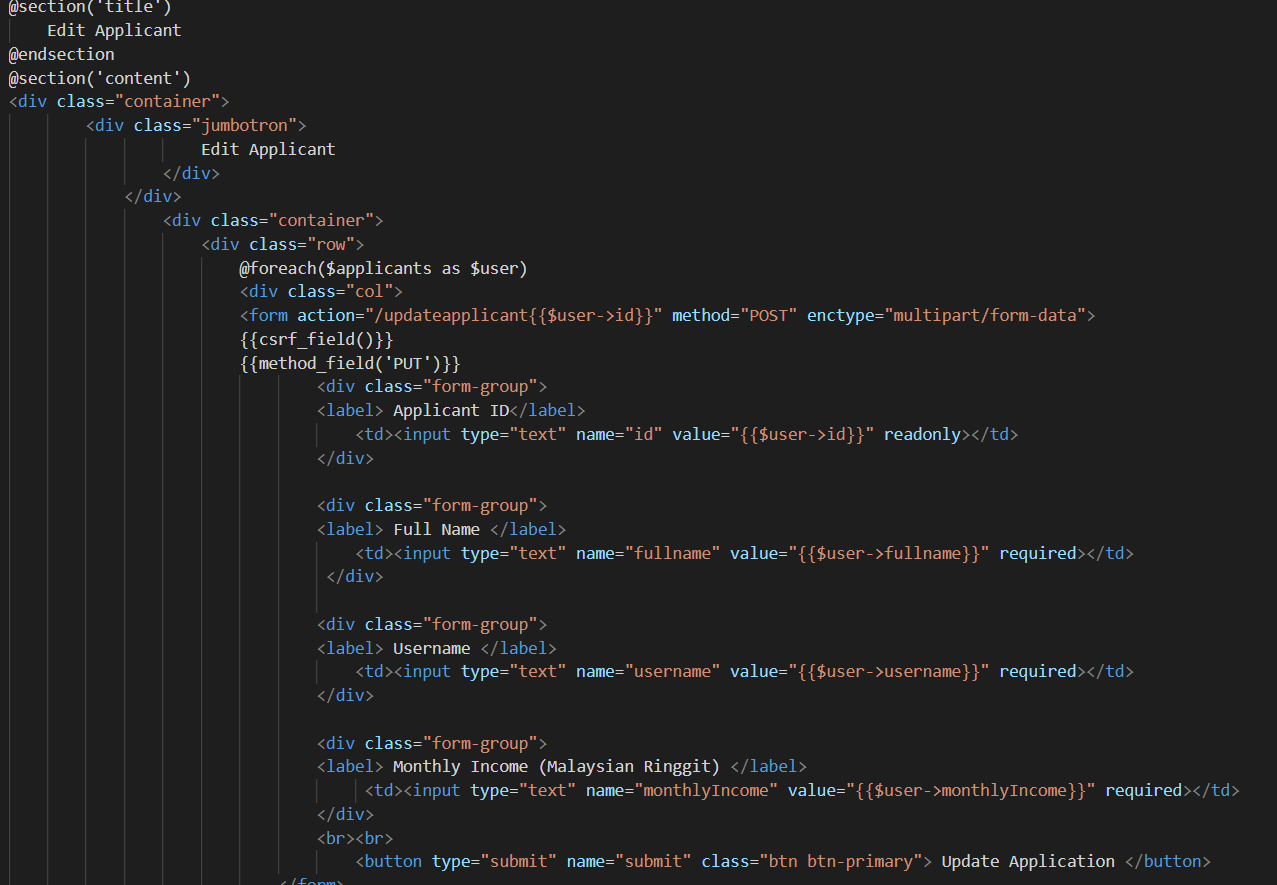 @section('title')
Edit Applicant
@endsection
@section('content')
<div class="container">
<div class="jumbotron">
Edit Applicant
</div>
</div>
<div class="container">
<div class="row">
@foreach($applicants as $user)
<div class="col">
<form action="/updateapplicant{{$user->id}}" method="POST" enctype="multipart/form-data">
{{csrf_field()}}
{{method_field('PUT')}}
<div class="form-group">
<label> Applicant ID</label>
<td><input type="text" name="id" value="{{$user->id}}" readonly></td>
</div>
<div class="form-group">
<label> Full Name </label>
<td><input type="text" name="fullname" value="{{$user->fullname}}" required></td>
</div>
<div class="form-group">
<label> Username </label>
<td><input type="text" name="username" value="{{$user->username}}" required></td>
</div>
<div class="form-group">
<label> Monthly Income (Malaysian Ringgit) </label>
<td><input type="text" name="monthlyIncome" value="{{$user->monthlyIncome}}" required></td>
</div>
<br><br>
<button type="submit" name="submit" class="btn btn-primary"> Update Application </button>
</form>